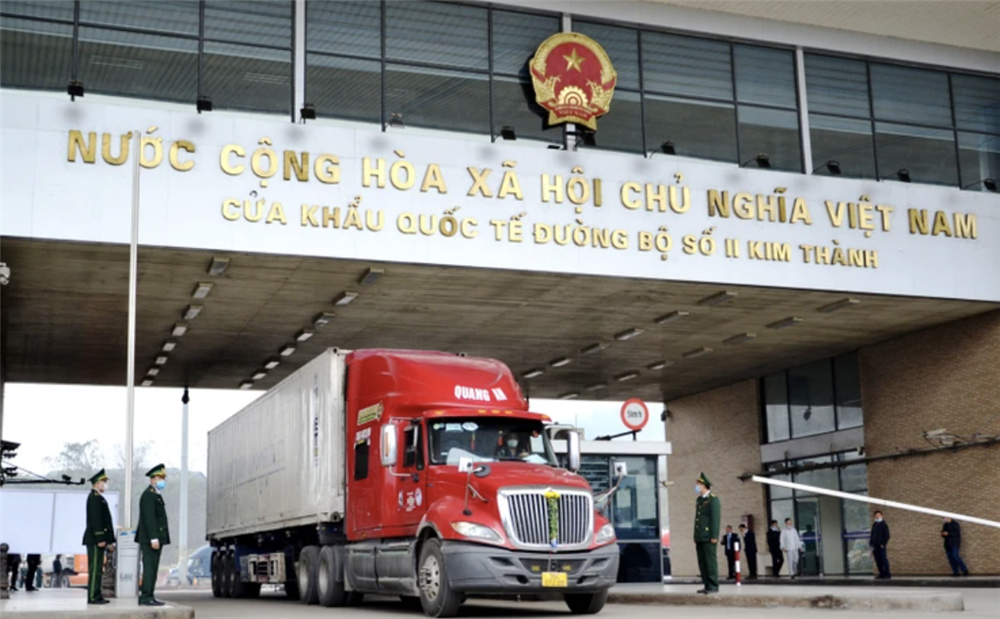 NƯỚC CỘNG HÒA XÃ HỘI CHỦ NGHĨA VIỆT NAM
CỬA KHẨU QUỐC TẾ ĐƯỜNG BỘ SỐ II KIM THÀNH
QUANG
5km/h